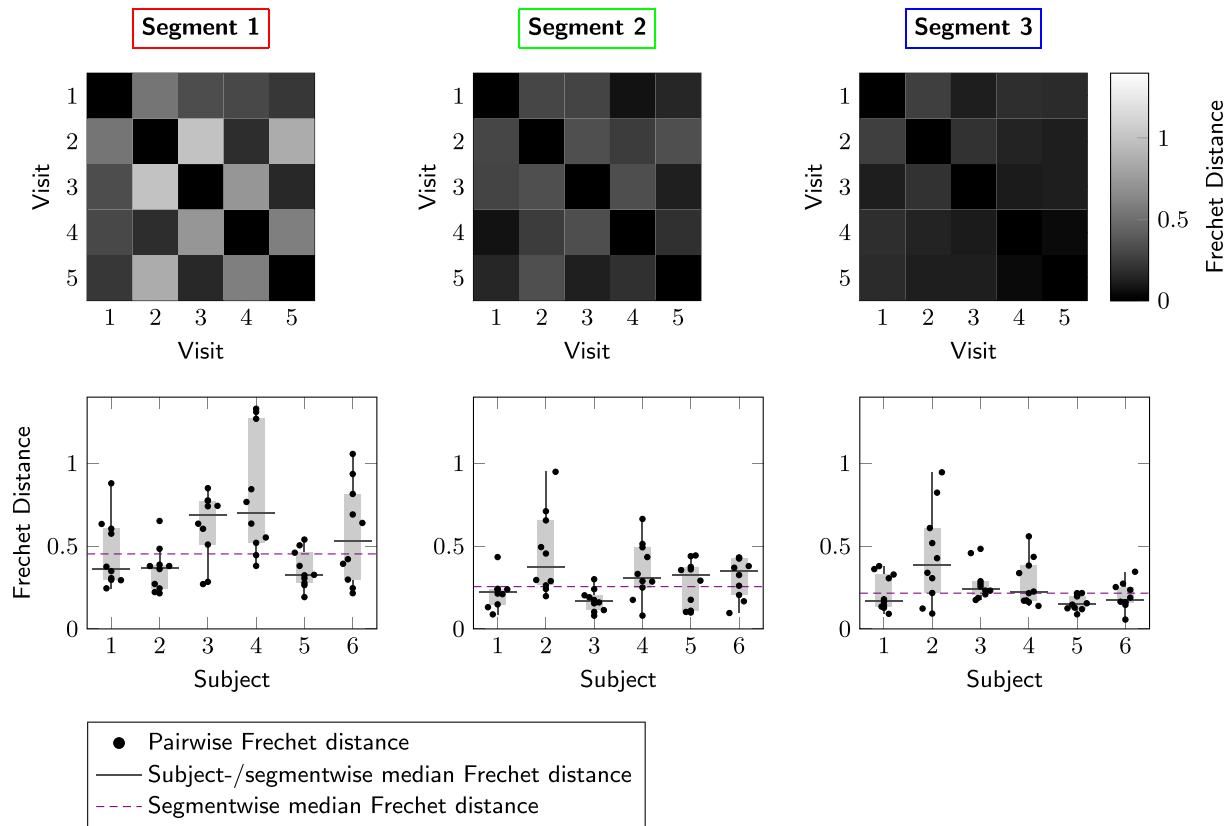 Segment 1
Segment 2
Segment 3
1
2
3
4
5
Visit
1 2 3 4 5
Visit
1
2
3
4
5
Visit
1 2 3 4 5
Visit
1
2
3
4
5
Visit
1 2 3 4 5
Visit
1
0.5
0
Frechet Distance
1
0.5
0
Frechet Distance
1 2 3 4 5 6
Subject
1
0.5
0
1 2 3 4 5 6
Subject
1
0.5
0
1 2 3 4 5 6
Subject
Pairwise Frechet distance
Subject-/segmentwise median Frechet distance
Segmentwise median Frechet distance